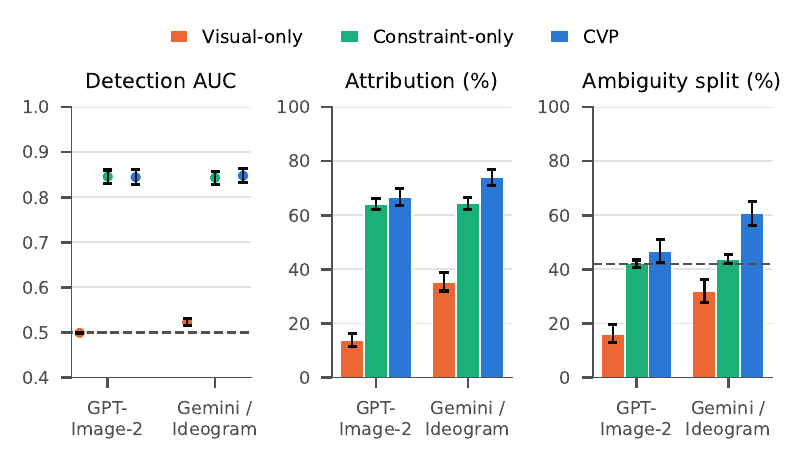 Visual-only Constraint-only CVP
Detection AUC
1.0
0.9
0.8
0.7
0.6
0.5
0.4
GPT-
Image-2
Gemini /
Ideogram
Attribution (%)
100
80
60
40
20
0
GPT-
Image-2
Gemini /
Ideogram
Ambiguity split (%)
100
80
60
40
20
0
GPT-
Image-2
Gemini /
Ideogram